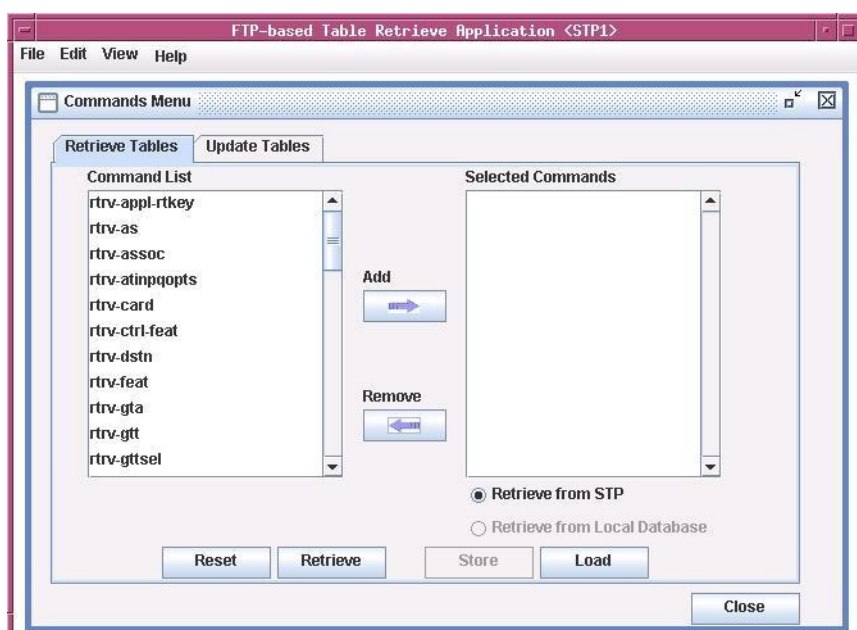 FTP-based Table Retrieve Application <STP1>
File Edit View Help
Commands Menu
Retrieve Tables Update Tables
Command List
rtrv-appl-rtkey
rtrv-as
rtrv-assoc
rtrv-atinpqopts
rtrv-card
rtrv-ctrl-feat
rtrv-dstn
rtrv-feat
rtrv-gta
rtrv-gtt
rtrv-gttsel
Add
Remove
Selected Commands
Retrieve from STP
Retrieve from Local Database
Reset Retrieve Store Load
Close